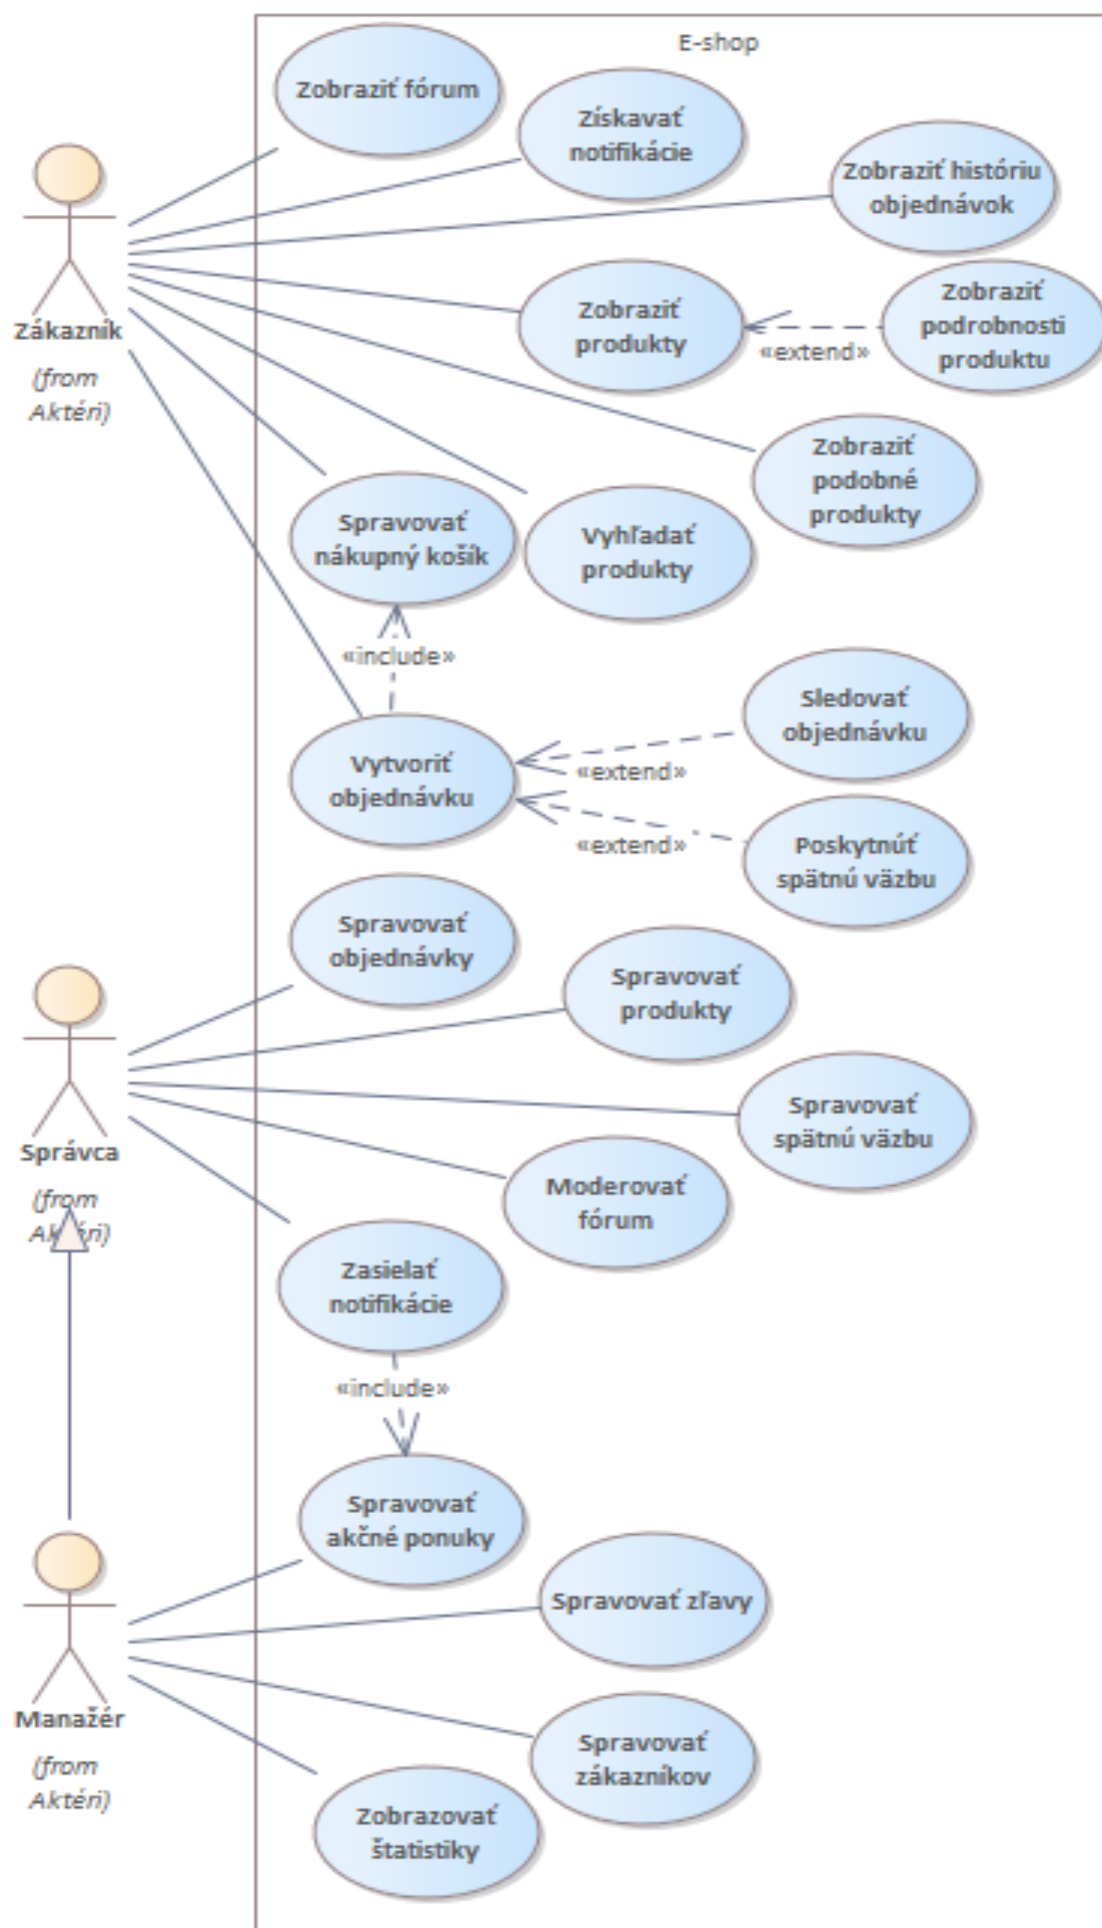 E-shop
Zobraziť fórum
Získavať
notifikácie
Zobraziť históriu
objednávok
Zákazník
(from
Aktéri)
Zobraziť
produkty
«extend»
Zobraziť
podrobnosti
produktu
Zobraziť
podobné
produkty
Spravovať
nákupný košík
Vyhľadať
produkty
«include»
Vytvoriť
objednávku
Sledovať
objednávku
«extend»
Poskytnúť
spätnú väzbu
«extend»
Spravovať
objednávky
Spravovať
produkty
Spravovať
spätnú väzbu
Správca
(from
Aktéri)
Moderovať
fórum
Zasielať
notifikácie
«include»
Spravovať
akčné ponuky
Spravovať zľavy
Manažér
(from
Aktéri)
Spravovať
zákazníkov
Zobrazovať
štatistiky